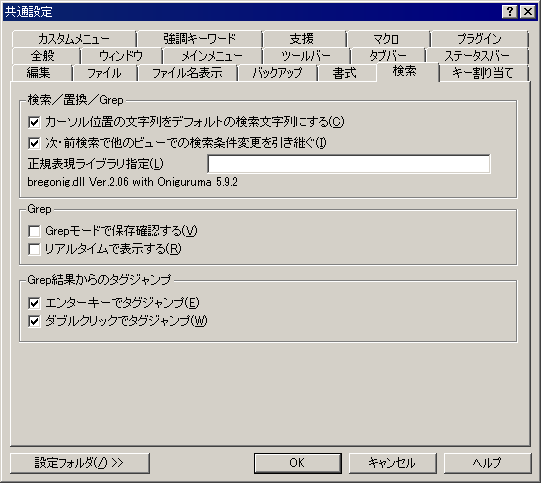 共通設定
カスタムメニュー 強調キーワード 支援 マクロ プラグイン
全般 ウィンドウ メインメニュー ツールバー タブバー ステータスバー
編集 ファイル ファイル名表示 バックアップ 書式 検索 キー割り当て
検索／置換／Grep
カーソル位置の文字列をデフォルトの検索文字列にする(C)
次・前検索で他のビューでの検索条件変更を引き継ぐ(I)
正規表現ライブラリ指定(L)
bregonig.dll Ver.2.06 with Oniguruma 5.9.2
Grep
Grepモードで保存確認する(V)
リアルタイムで表示する(R)
Grep結果からのタグジャンプ
エンターキーでタグジャンプ(E)
ダブルクリックでタグジャンプ(W)
設定フォルダ(/) >> OK キャンセル ヘルプ